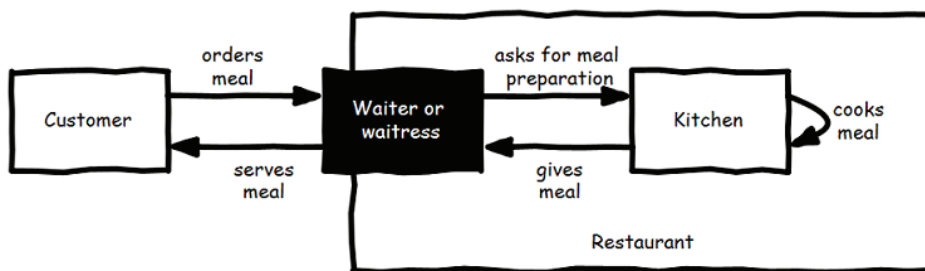 orders
meal
asks for meal
preparation
Customer
Waiter or
waitress
Kitchen
cooks
meal
serves
meal
gives
meal
Restaurant